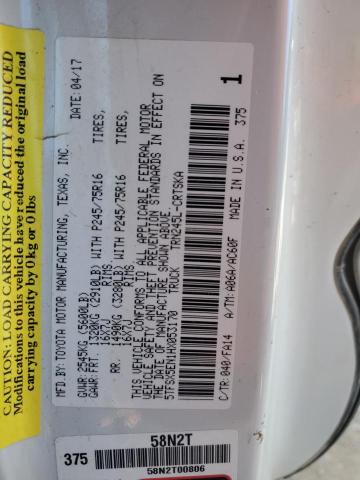 CAUTION: LOAD CARRYING CAPACITY REDUCED
Modifications to this vehicle have reduced the original load
carrying capacity by 0 kg or 0 lbs
MFD BY: TOYOTA MOTOR MANUFACTURING, TEXAS, INC. DATE: 04/17
GVWR: 2545KG (5600LB)
GAWR: FRT. 1320KG (2910LB) WITH P245/75R16 TIRES,
16X7J
RR. 1490KG (3280LB) WITH P245/75R16 TIRES,
16X7J
THIS VEHICLE CONFORMS TO ALL APPLICABLE FEDERAL MOTOR
VEHICLE SAFETY AND THEFT PREVENTION STANDARDS IN EFFECT
ON THE DATE OF MANUFACTURE SHOWN ABOVE
5TFSX5EN1HX053170 TRUCK TRN245L-CRTSKA
1
C/TR: 040/FA14 A/TM: A06A/AC60F MADE IN U.S.A. 375
375
58N2T
58N2T00806